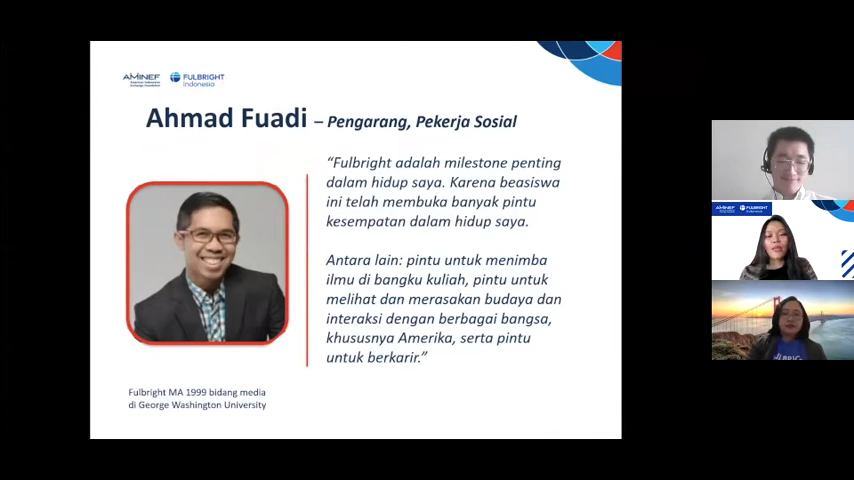 AMINEF
FULBRIGHT
Indonesia
Ahmad Fuadi – Pengarang, Pekerja Sosial
“Fulbright adalah milestone penting
dalam hidup saya. Karena beasiswa
ini telah membuka banyak pintu
kesempatan dalam hidup saya.
Antara lain: pintu untuk menimba
ilmu di bangku kuliah, pintu untuk
melihat dan merasakan budaya dan
interaksi dengan berbagai bangsa,
khususnya Amerika, serta pintu
untuk berkarir.”
Fulbright MA 1999 bidang media
di George Washington University
AMINEF
FULBRIGHT